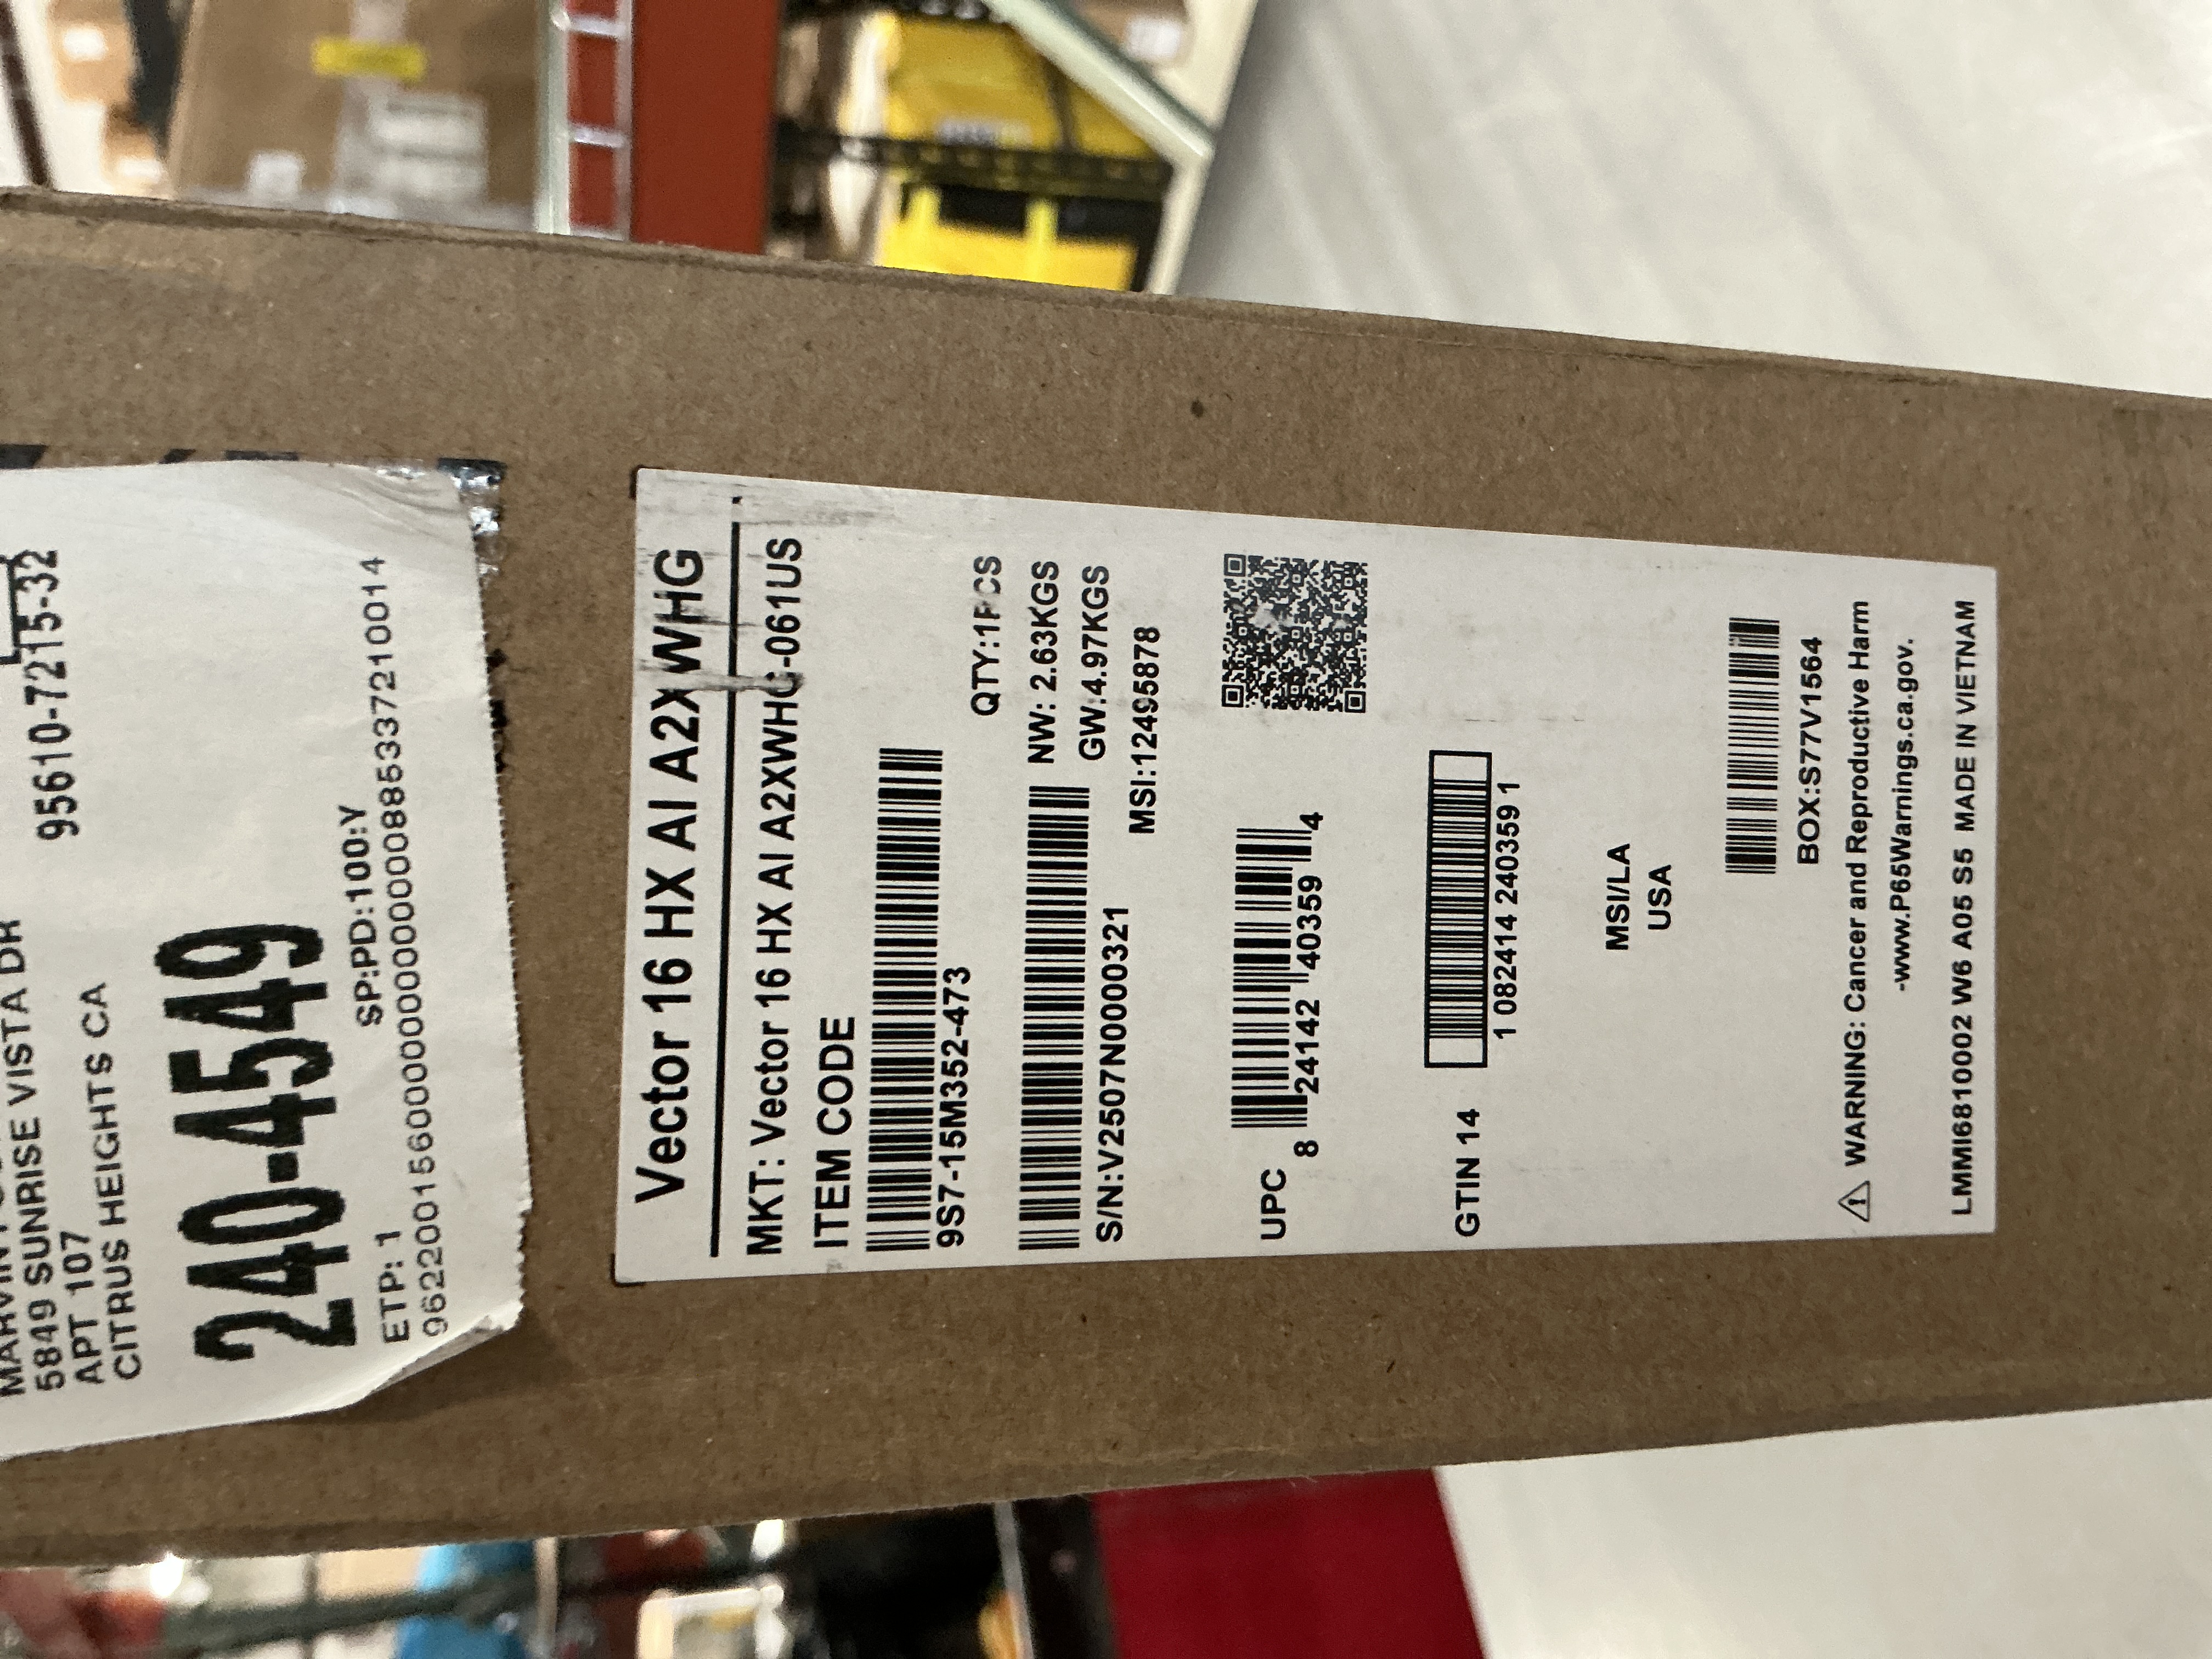 5849 SUNRISE VISTA DR
APT 107
CITRUS HEIGHTS CA 95610-7215-32
240-4549
SP:PD:100:Y
ETP: 1
Vector 16 HX AI A2XWHG
MKT: Vector 16 HX AI A2XWHG-061US
ITEM CODE
9S7-15M352-473
QTY:1PCS
NW: 2.63KGS
GW:4.97KGS
S/N:V2507N0000321
MSI:12495878
UPC
8 24142 40359 4
GTIN 14
1 082414 240359 1
MSI/LA
USA
BOX:S77V1564
⚠ WARNING: Cancer and Reproductive Harm
-www.P65Warnings.ca.gov.
LMMI6810002 W6 A05 S5 MADE IN VIETNAM